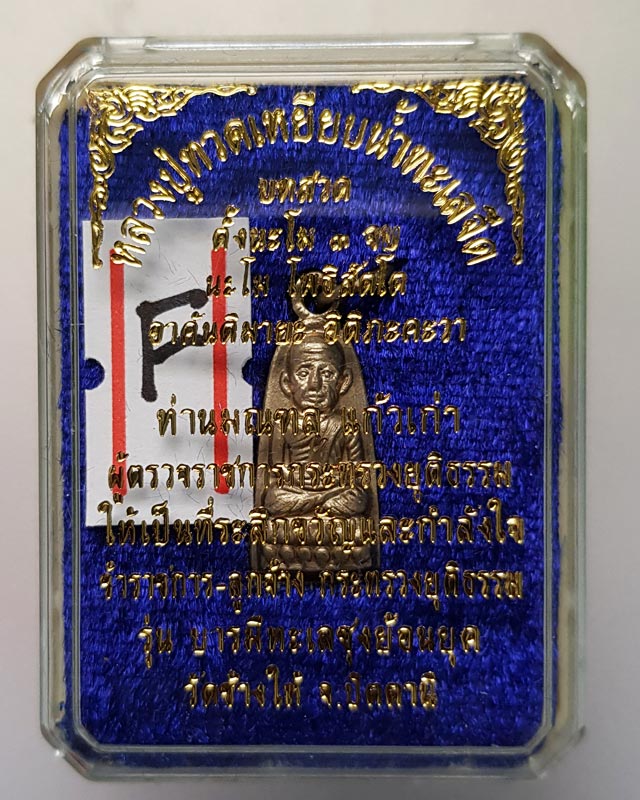 หลวงปู่ทวดเหยียบน้ำทะเลจืด
บทสวด
ตั้งนะโม ๓ จบ
นะโม โพธิสัตโต
อาคันติมายะ อิติภะคะวา
F
ท่านมณฑล แก้วเก่า
ผู้ตรวจราชการกระทรวงยุติธรรม
ให้เป็นที่ระลึกขวัญและกำลังใจ
ข้าราชการ-ลูกจ้าง กระทรวงยุติธรรม
รุ่น บารมีทะเลซุงย้อนยุค
วัดช้างให้ จ.ปัตตานี